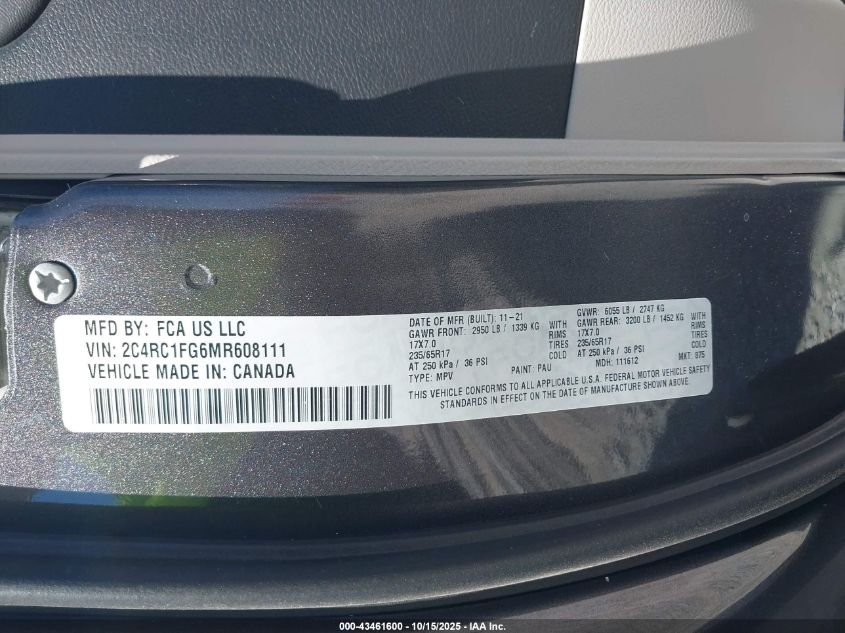 MFD BY: FCA US LLC
VIN: 2C4RC1FG6MR608111
VEHICLE MADE IN: CANADA
DATE OF MFR (BUILT): 11-21 GVWR: 6055 LB / 2747 KG
GAWR FRONT: 2950 LB / 1339 KG WITH GAWR REAR: 3200 LB / 1452 KG WITH
17X7.0 RIMS 17X7.0 RIMS
235/65R17 TIRES 235/65R17 TIRES
AT 250 kPa / 36 PSI COLD AT 250 kPa / 36 PSI COLD
TYPE: MPV PAINT: PAU MDH: 111612 MKT: 875
THIS VEHICLE CONFORMS TO ALL APPLICABLE U.S.A. FEDERAL MOTOR VEHICLE SAFETY
STANDARDS IN EFFECT ON THE DATE OF MANUFACTURE SHOWN ABOVE.
000-43461600 - 10/15/2025 - IAA Inc.